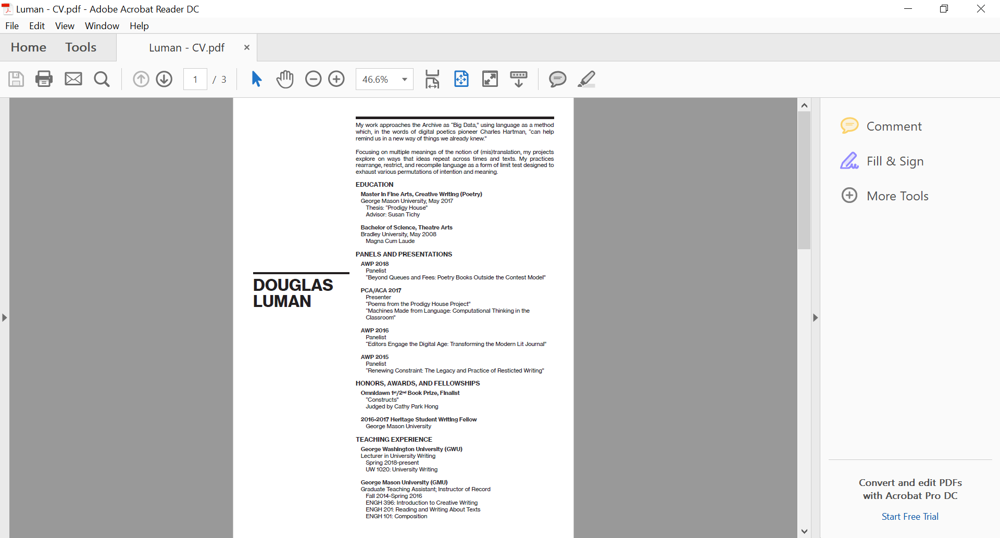 Luman - CV.pdf - Adobe Acrobat Reader DC
File Edit View Window Help
Home Tools Luman - CV.pdf ×
1 / 3 46.6%
My work approaches the Archive as "Big Data," using language as a method
which, in the words of digital poetics pioneer Charles Hartman, "can help
remind us in a new way of things we already knew."
Focusing on multiple meanings of the notion of (mis)translation, my projects
explore on ways that ideas repeat across times and texts. My practices
rearrange, restrict, and recompile language as a form of limit test designed to
exhaust various permutations of intention and meaning.
EDUCATION
Master in Fine Arts, Creative Writing (Poetry)
George Mason University, May 2017
Thesis: "Prodigy House"
Advisor: Susan Tichy
Bachelor of Science, Theatre Arts
Bradley University, May 2008
Magna Cum Laude
PANELS AND PRESENTATIONS
AWP 2018
Panelist
"Beyond Queues and Fees: Poetry Books Outside the Contest Model"
DOUGLAS
LUMAN
PCA/ACA 2017
Presenter
"Poems from the Prodigy House Project"
"Machines Made from Language: Computational Thinking in the
Classroom"
AWP 2016
Panelist
"Editors Engage the Digital Age: Transforming the Modern Lit Journal"
AWP 2015
Panelist
"Renewing Constraint: The Legacy and Practice of Resticted Writing"
HONORS, AWARDS, AND FELLOWSHIPS
Omnidawn 1st/2nd Book Prize, Finalist
"Constructs"
Judged by Cathy Park Hong
2016-2017 Heritage Student Writing Fellow
George Mason University
TEACHING EXPERIENCE
George Washington University (GWU)
Lecturer in University Writing
Spring 2018-present
UW 1020: University Writing
George Mason University (GMU)
Graduate Teaching Assistant; Instructor of Record
Fall 2014-Spring 2016
ENGH 396: Introduction to Creative Writing
ENGH 201: Reading and Writing About Texts
ENGH 101: Composition
Comment
Fill & Sign
More Tools
Convert and edit PDFs
with Acrobat Pro DC
Start Free Trial